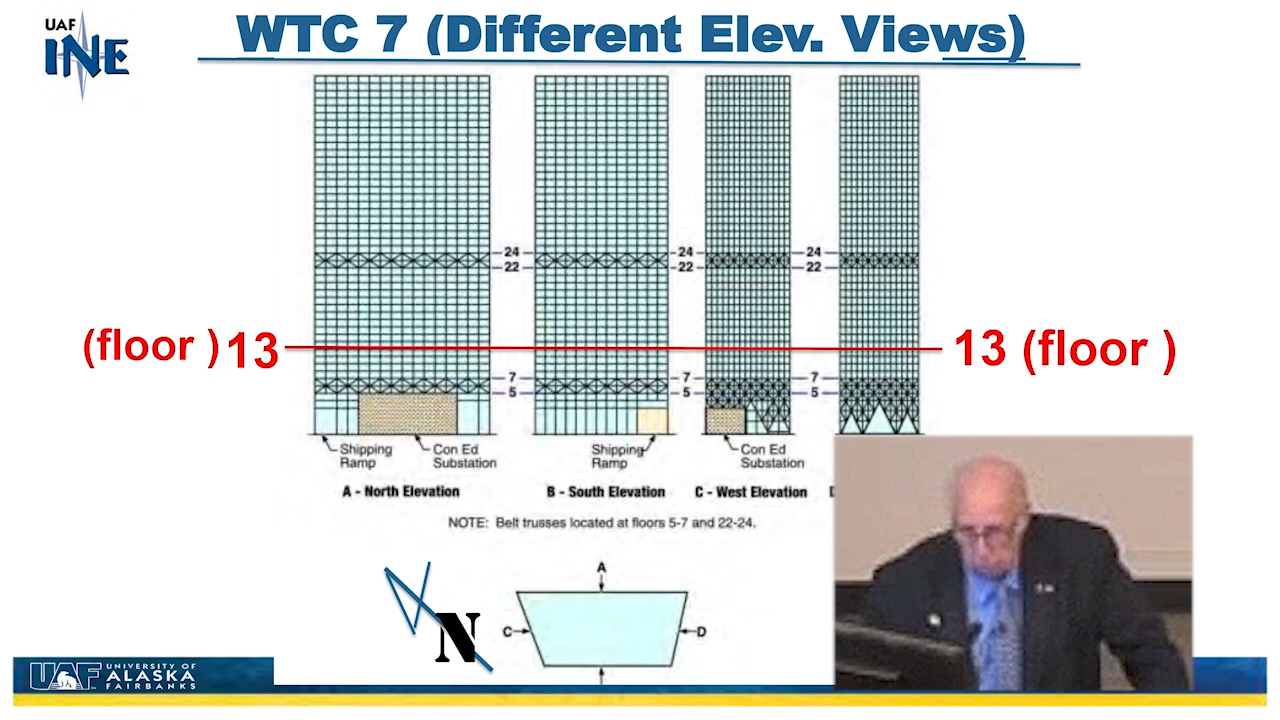 UAF
INE
WTC 7 (Different Elev. Views)
24
22
24
22
24
22
(floor ) 13
13 (floor )
7
5
7
5
7
5
Shipping
Ramp
Con Ed
Substation
Shipping
Ramp
Con Ed
Substation
A - North Elevation
B - South Elevation
C - West Elevation
NOTE: Belt trusses located at floors 5-7 and 22-24.
A
C
D
N
UAF
UNIVERSITY OF
ALASKA
FAIRBANKS